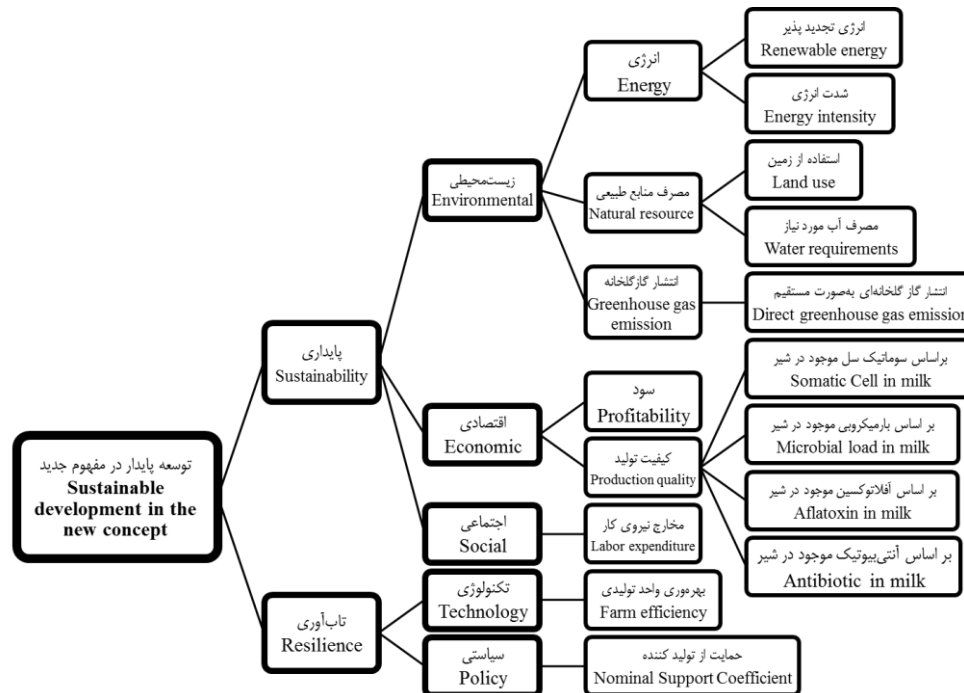 توسعه پایدار در مفهوم جدید
Sustainable
development in the
new concept
پایداری
Sustainability
زیست‌محیطی
Environmental
انرژی
Energy
انرژی تجدید پذیر
Renewable energy
شدت انرژی
Energy intensity
مصرف منابع طبیعی
Natural resource
استفاده از زمین
Land use
مصرف آب مورد نیاز
Water requirements
انتشار گازگلخانه
Greenhouse gas
emission
انتشار گاز گلخانه‌ای به‌صورت مستقیم
Direct greenhouse gas emission
اقتصادی
Economic
سود
Profitability
کیفیت تولید
Production quality
براساس سوماتیک سل موجود در شیر
Somatic Cell in milk
بر اساس بارمیکروبی موجود در شیر
Microbial load in milk
بر اساس آفلاتوکسین موجود در شیر
Aflatoxin in milk
بر اساس آنتی‌بیوتیک موجود در شیر
Antibiotic in milk
اجتماعی
Social
مخارج نیروی کار
Labor expenditure
تاب‌آوری
Resilience
تکنولوژی
Technology
بهره‌وری واحد تولیدی
Farm efficiency
سیاستی
Policy
حمایت از تولید کننده
Nominal Support Coefficient